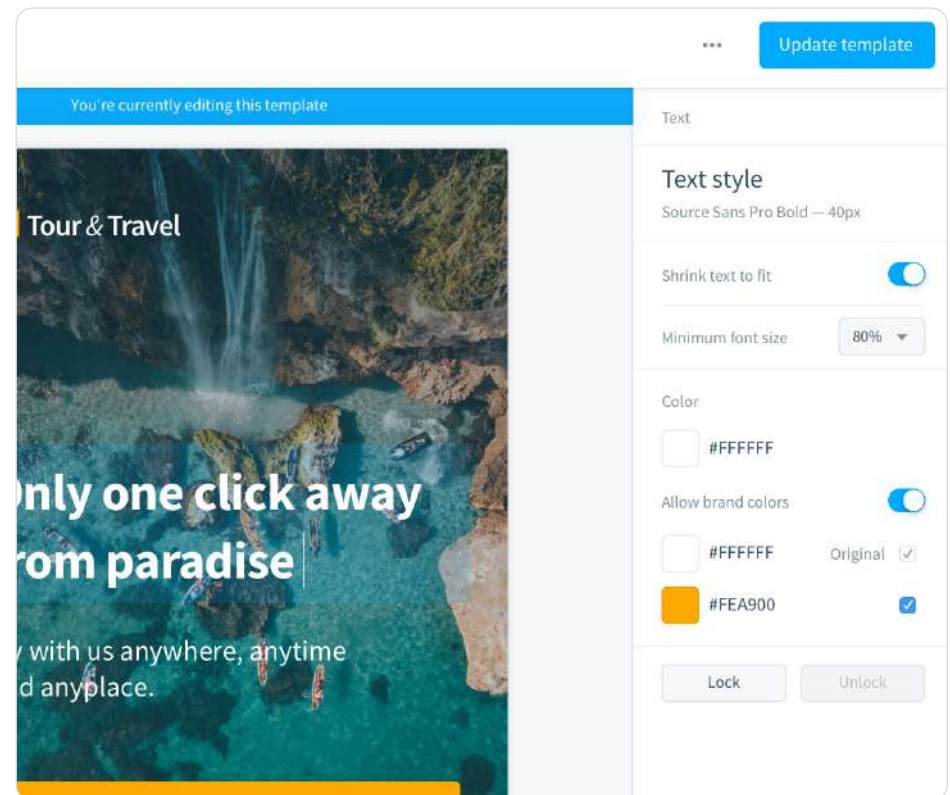 Update template
You're currently editing this template
Text
Text style
Source Sans Pro Bold — 40px
Shrink text to fit
Minimum font size 80%
Color
#FFFFFF
Allow brand colors
#FFFFFF Original
#FEA900
Lock Unlock
Tour & Travel
only one click away
rom paradise
with us anywhere, anytime
d anyplace.